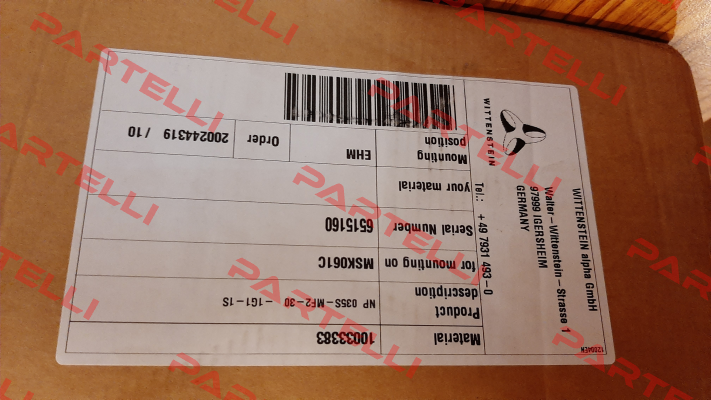 12004EN
WITTENSTEIN alpha GmbH
Walter-Wittenstein-Strasse 1
97999 IGERSHEIM
GERMANY
Tel.: +49 7931 493-0
WITTENSTEIN
Material 10033383
Product description NP 035S-MF2-30 -1G1-1S
for mounting on MSK061C
Serial Number 6515160
your material
Mounting position EHM Order 200244319 / 10
PARTELLI
PARTELLI
PARTELLI
PARTELLI
PARTELLI
PARTELLI
PARTELLI
PARTELLI
PARTELLI